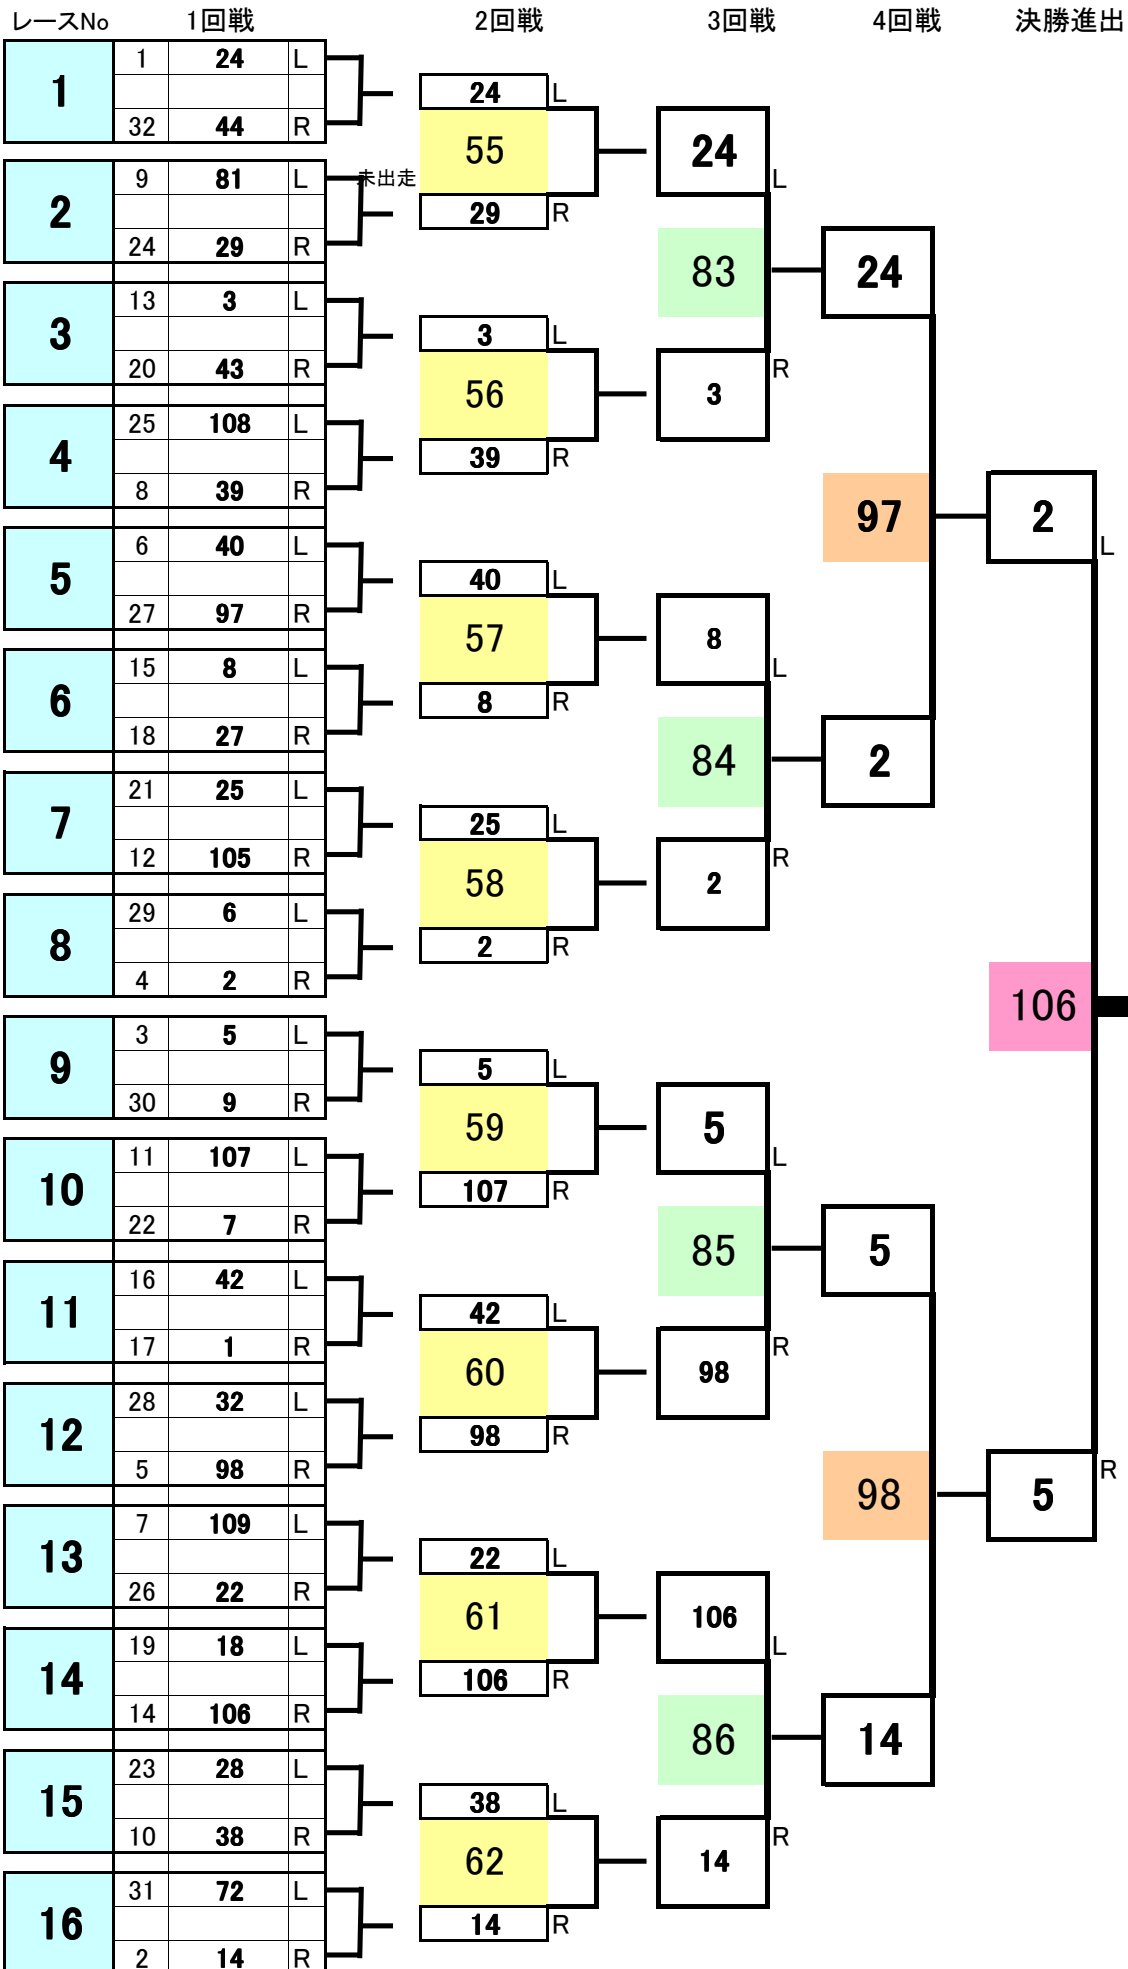 レースNo 1回戦 2回戦 3回戦 4回戦 決勝進出
1 24 L
1
32 44 R
24 L
55
29 R
9 81 L 未出走
2
24 29 R
24 L
83
3 R
24
13 3 L
3
20 43 R
3 L
56
39 R
25 108 L
4
8 39 R
97
2 L
6 40 L
5
27 97 R
40 L
57
8 R
15 8 L
6
18 27 R
8 L
84
2 R
2
21 25 L
7
12 105 R
25 L
58
2 R
29 6 L
8
4 2 R
106
3 5 L
9
30 9 R
5 L
59
107 R
11 107 L
10
22 7 R
5 L
85
98 R
5
16 42 L
11
17 1 R
42 L
60
98 R
28 32 L
12
5 98 R
98
5 R
7 109 L
13
26 22 R
22 L
61
106 R
19 18 L
14
14 106 R
106 L
86
14 R
14
23 28 L
15
10 38 R
38 L
62
14 R
31 72 L
16
2 14 R